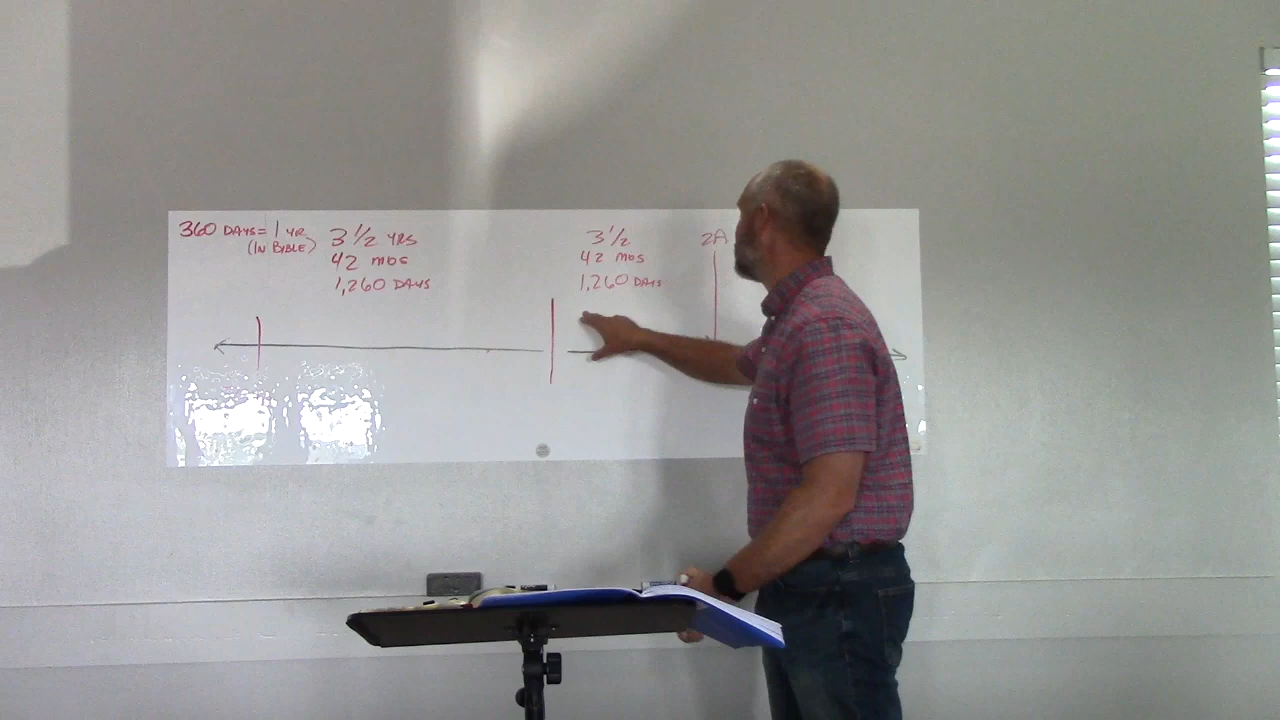 360 DAYS = 1 YR
(IN BIBLE)
3 1/2 YRS
42 MOS
1,260 DAYS
3 1/2
42 MOS
1,260 DAYS
2A